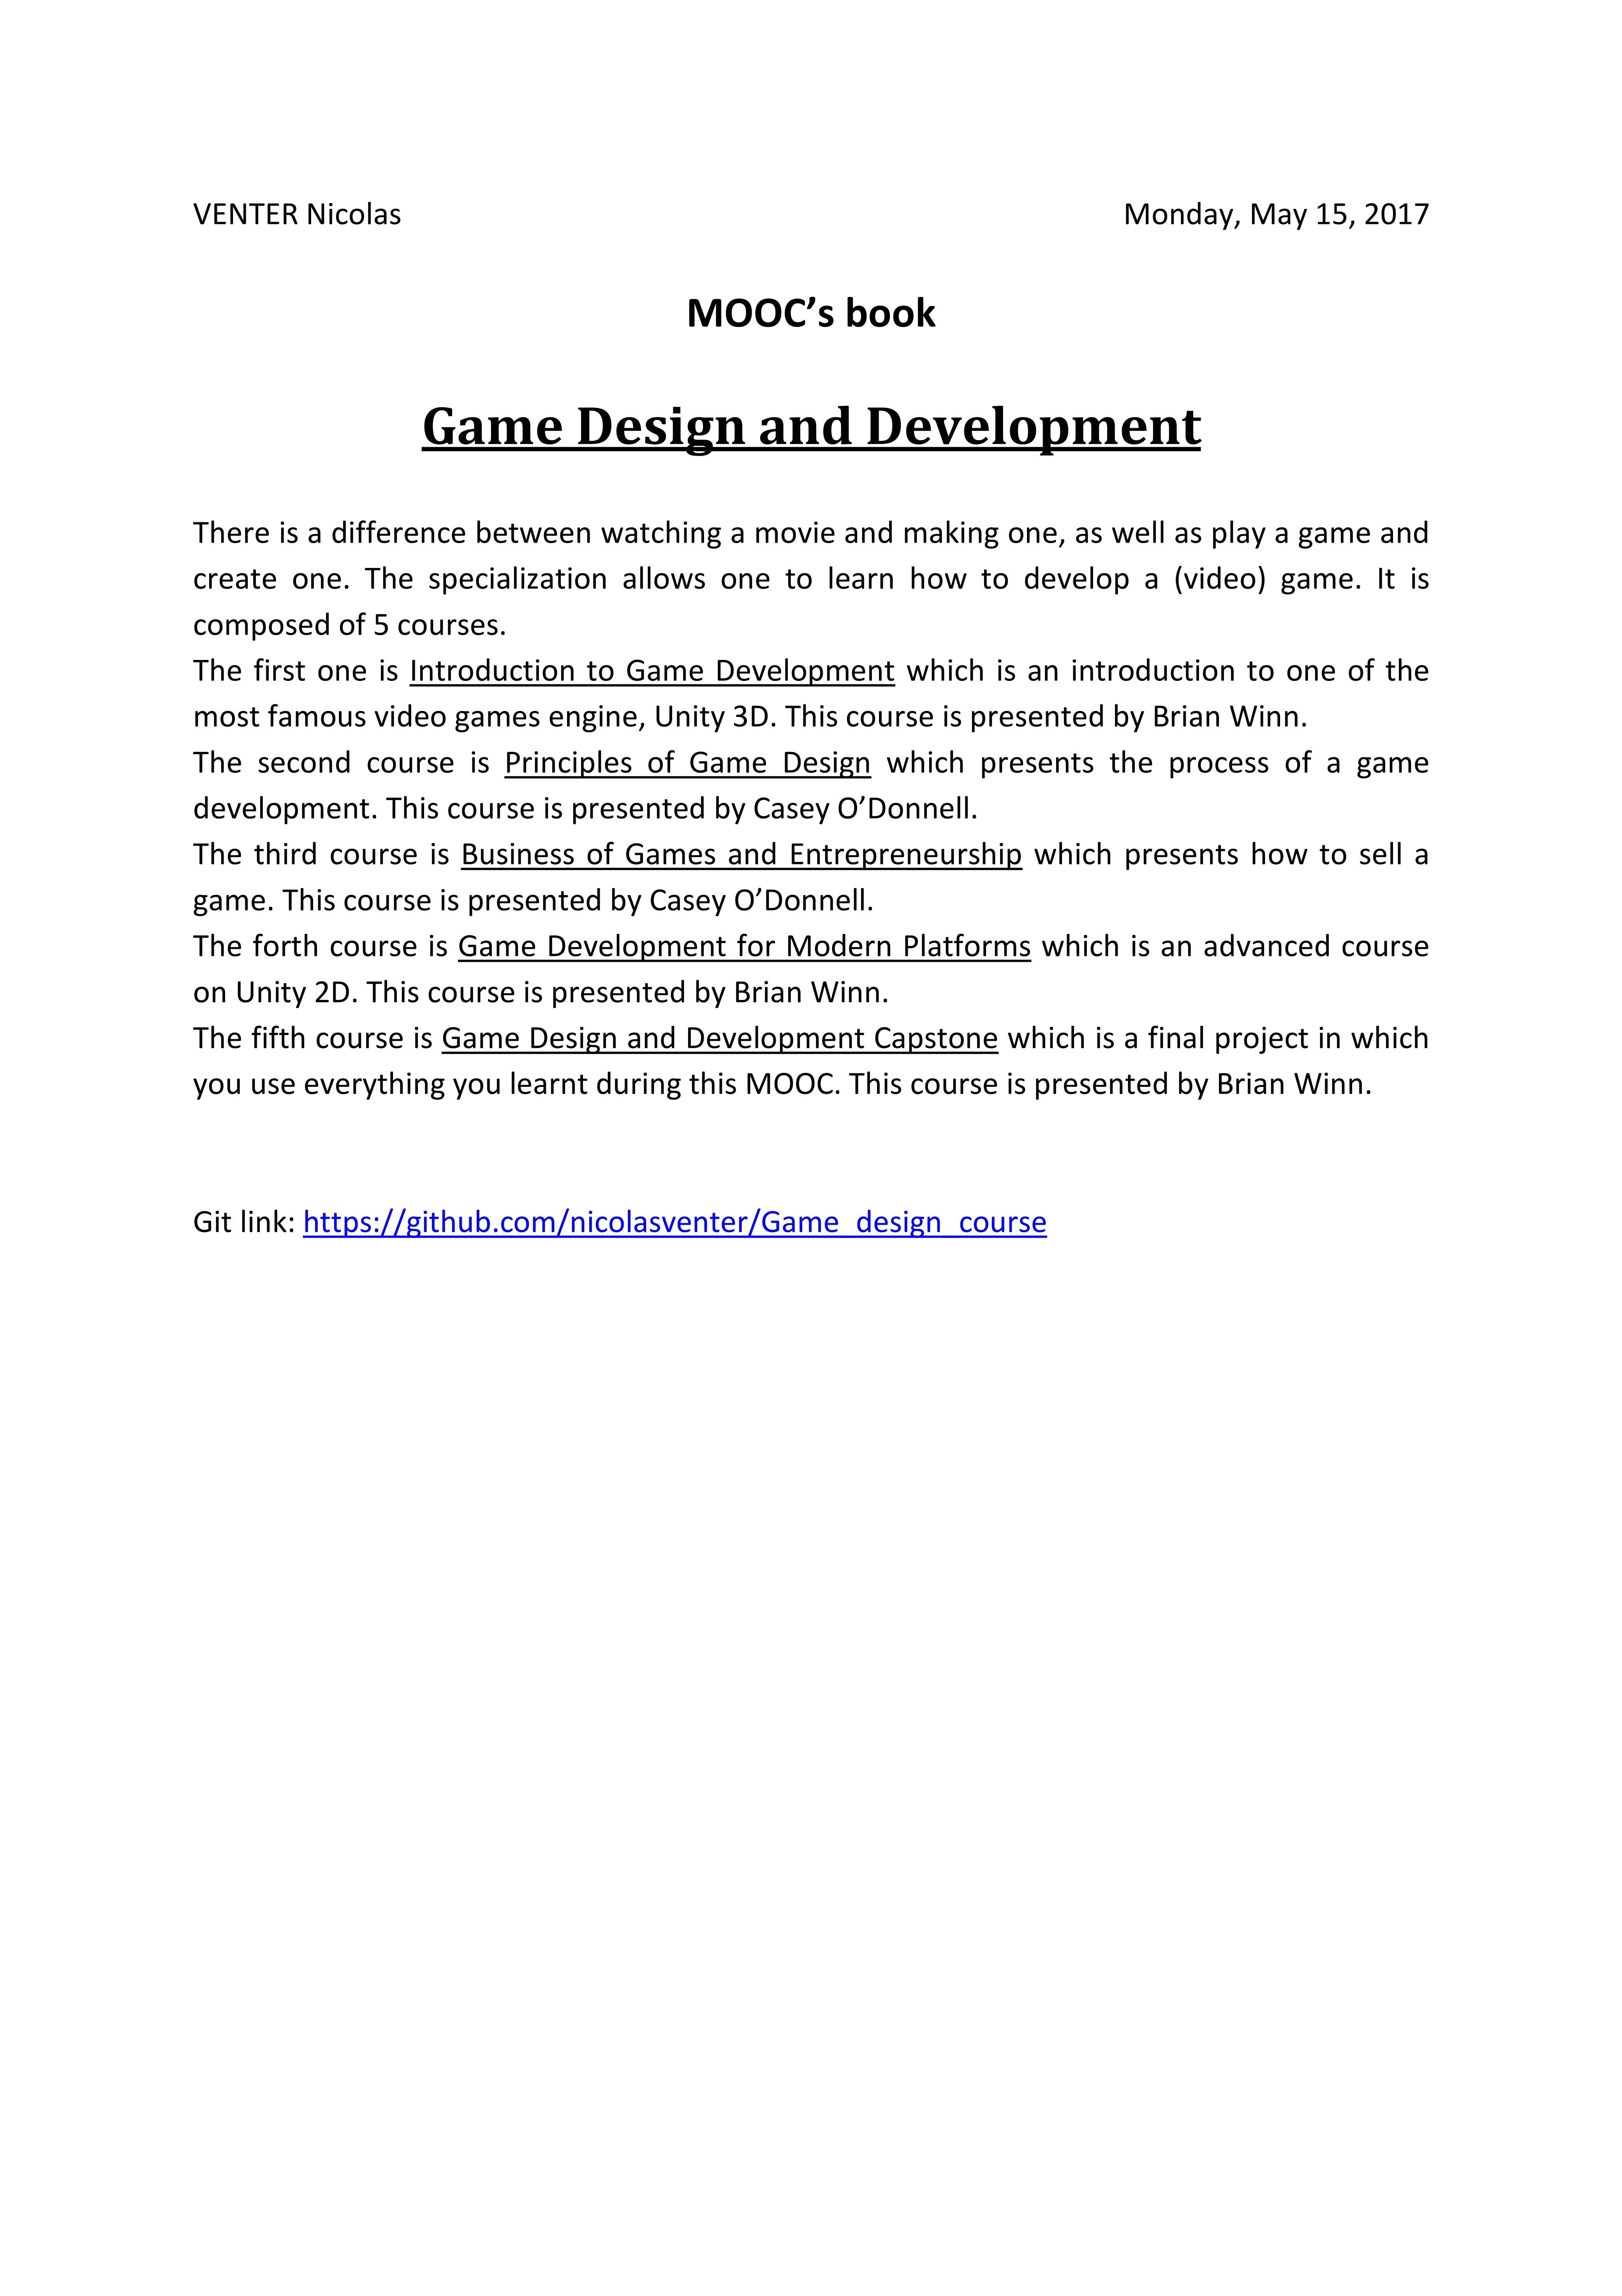 VENTER Nicolas Monday, May 15, 2017
MOOC’s book
Game Design and Development
There is a difference between watching a movie and making one, as well as play a game and
create one. The specialization allows one to learn how to develop a (video) game. It is
composed of 5 courses.
The first one is Introduction to Game Development which is an introduction to one of the
most famous video games engine, Unity 3D. This course is presented by Brian Winn.
The second course is Principles of Game Design which presents the process of a game
development. This course is presented by Casey O’Donnell.
The third course is Business of Games and Entrepreneurship which presents how to sell a
game. This course is presented by Casey O’Donnell.
The forth course is Game Development for Modern Platforms which is an advanced course
on Unity 2D. This course is presented by Brian Winn.
The fifth course is Game Design and Development Capstone which is a final project in which
you use everything you learnt during this MOOC. This course is presented by Brian Winn.
Git link: https://github.com/nicolasventer/Game_design_course